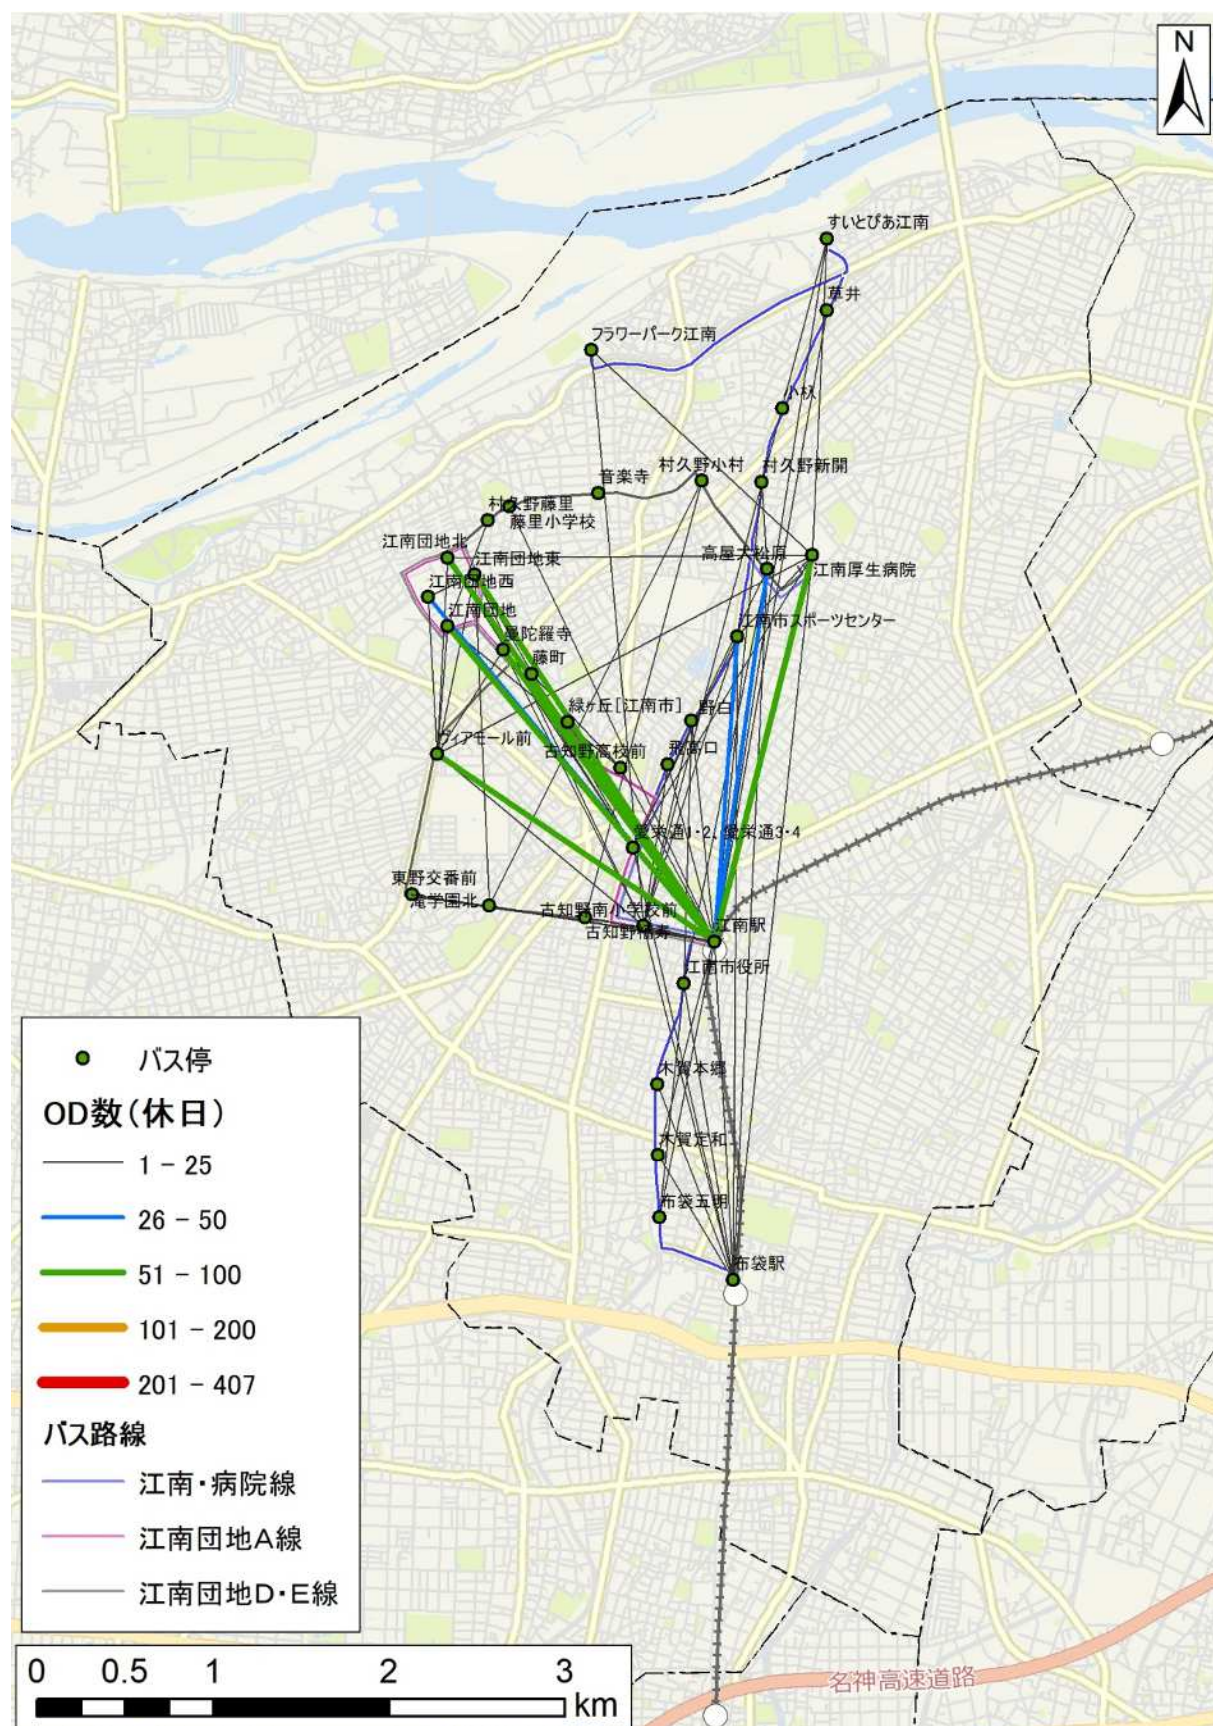 N
すいとぴあ江南
草井
フラワーパーク江南
小杁
村久野小村
村久野新開
音楽寺
村久野藤里
藤里小学校
江南団地北
江南団地東
高屋大松原
江南厚生病院
江南団地西
江南団地
江南市スポーツセンター
曼陀羅寺
藤町
緑ヶ丘[江南市]
野白
ヴィアモール前
古知野高校前
飛高口
愛栄通1・2、愛栄通3・4
東野交番前
滝学園北
古知野南小学校前
江南駅
古知野福寿
江南市役所
木賀本郷
木賀定和
布袋五明
布袋駅
バス停
OD数(休日)
1 - 25
26 - 50
51 - 100
101 - 200
201 - 407
バス路線
江南・病院線
江南団地A線
江南団地D・E線
名神高速道路
0 0.5 1 2 3
km